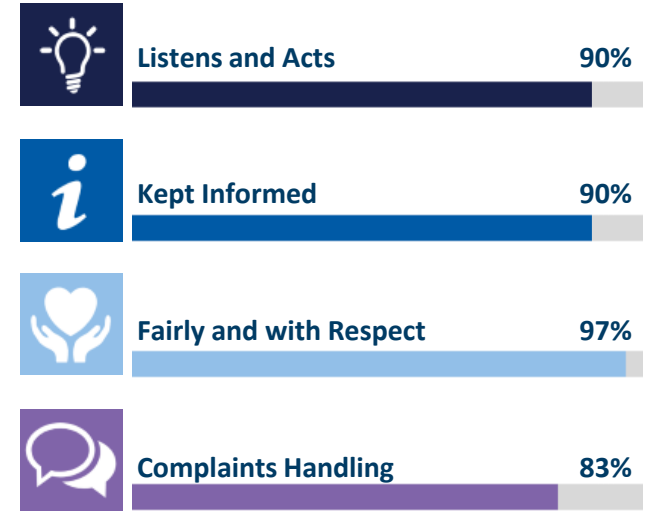 Listens and Acts 90%
Kept Informed 90%
Fairly and with Respect 97%
Complaints Handling 83%